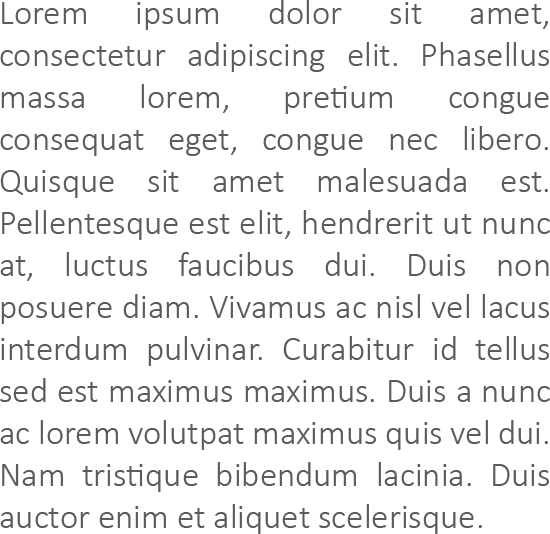 Lorem ipsum dolor sit amet,
consectetur adipiscing elit. Phasellus
massa lorem, pretium congue
consequat eget, congue nec libero.
Quisque sit amet malesuada est.
Pellentesque est elit, hendrerit ut nunc
at, luctus faucibus dui. Duis non
posuere diam. Vivamus ac nisl vel lacus
interdum pulvinar. Curabitur id tellus
sed est maximus maximus. Duis a nunc
ac lorem volutpat maximus quis vel dui.
Nam tristique bibendum lacinia. Duis
auctor enim et aliquet scelerisque.